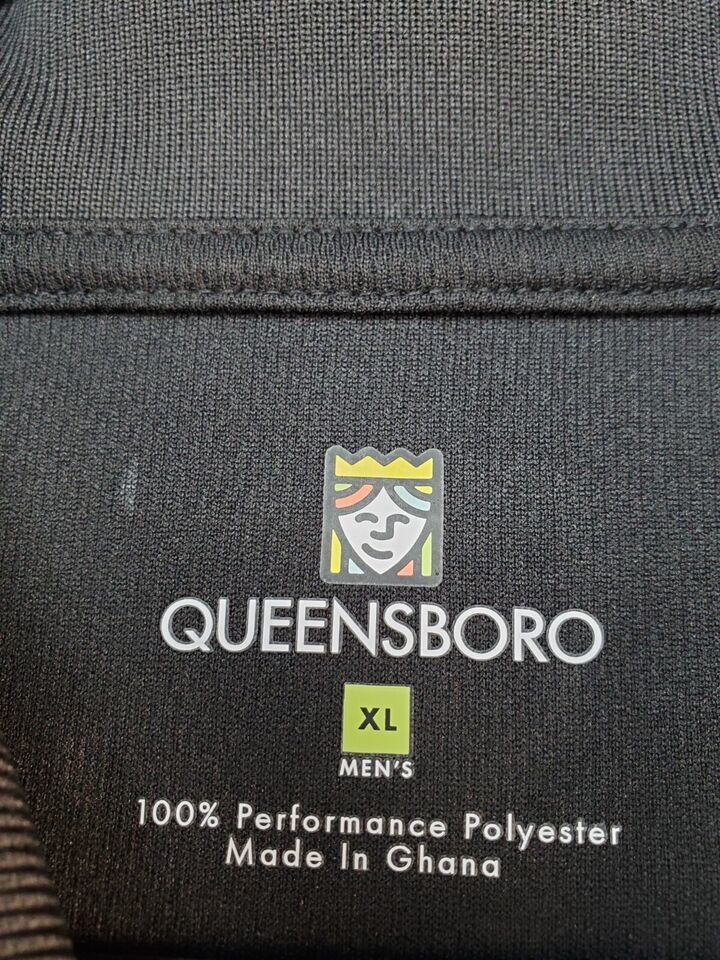 QUEENSBORO
XL
MEN'S
100% Performance Polyester
Made In Ghana